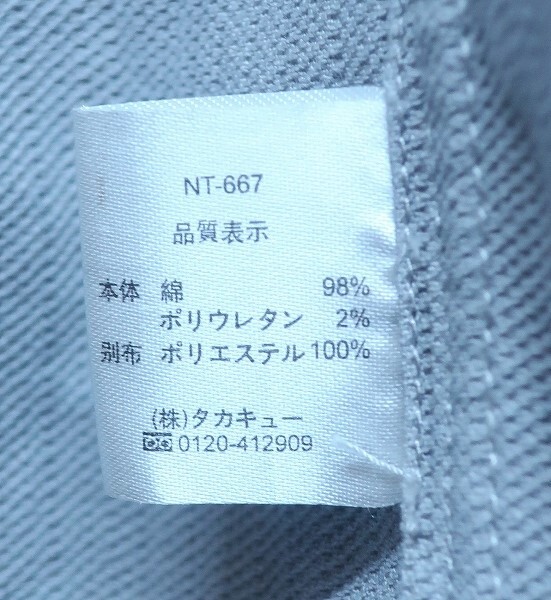 NT-667
品質表示
本体 綿 98%
ポリウレタン 2%
別布 ポリエステル 100%
(株)タカキュー
0120-412909